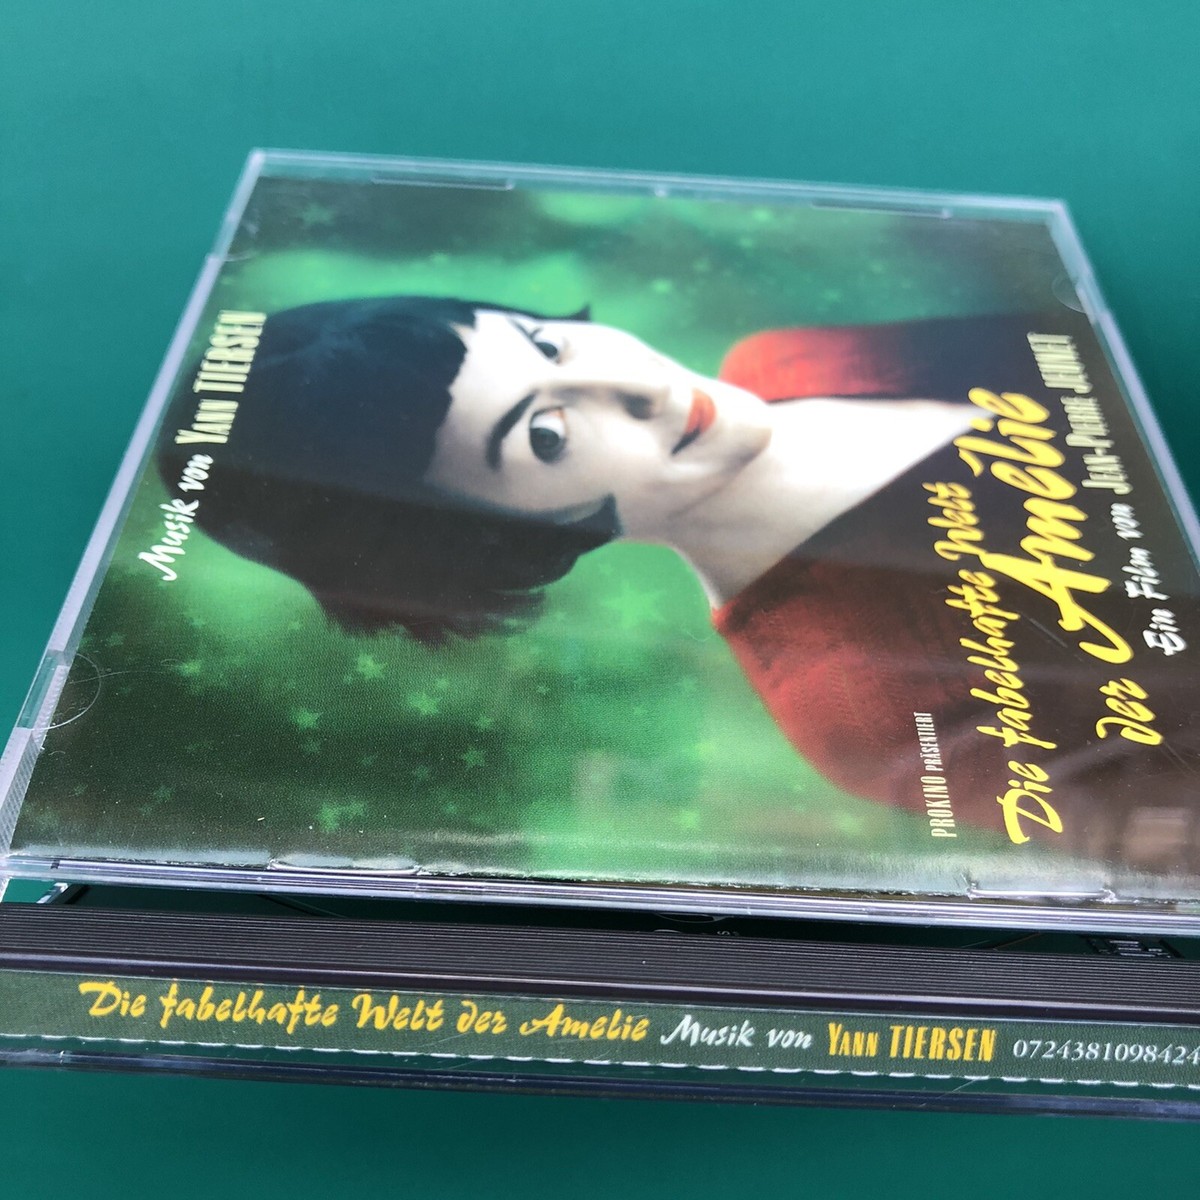 Musik von YANN TIERSEN
PROKINO PRÄSENTIERT
Die fabelhafte Welt
der Amélie
Ein Film von JEAN-PIERRE JEUNET
Die fabelhafte Welt der Amelie Musik von YANN TIERSEN 0724381098424